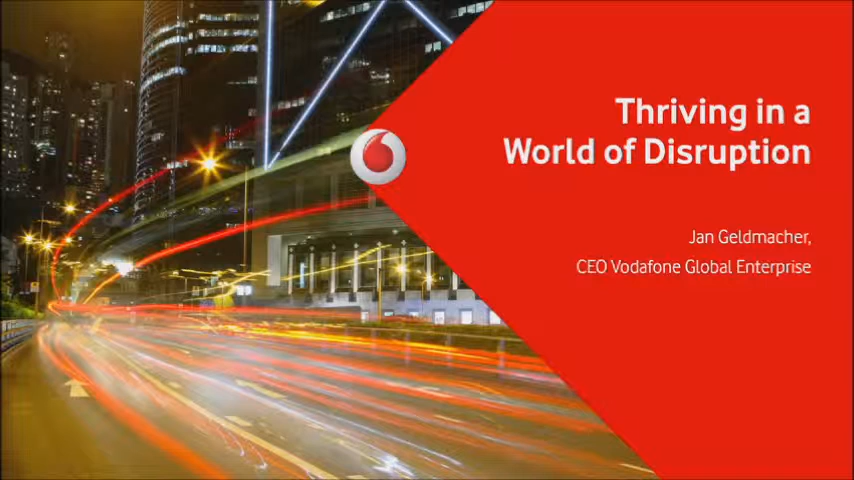 Thriving in a
World of Disruption
Jan Geldmacher,
CEO Vodafone Global Enterprise